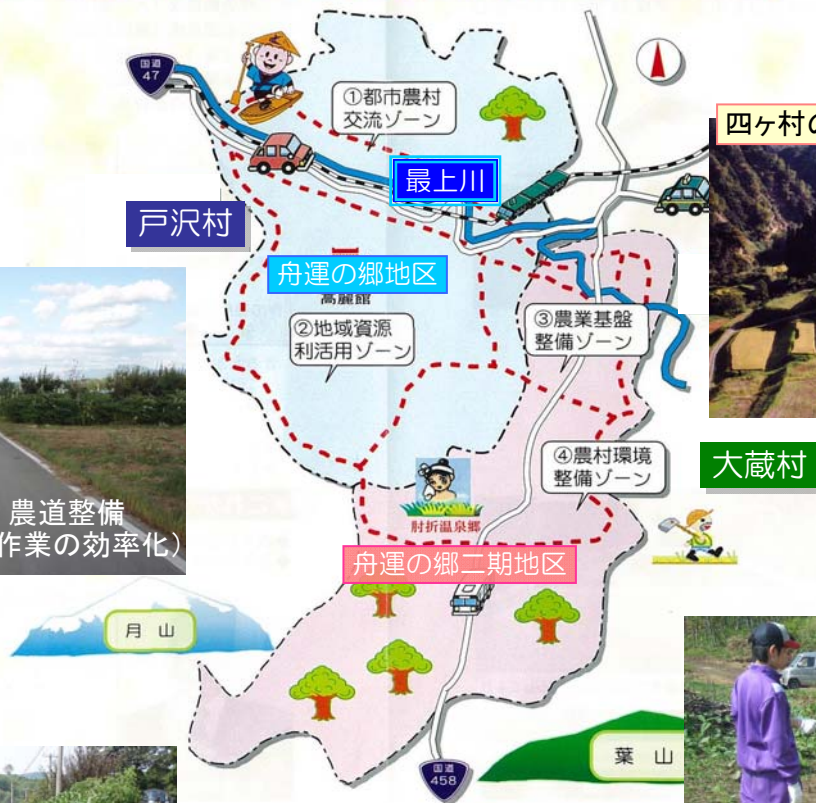 国道
47
①都市農村
交流ゾーン
四ヶ村の
最上川
戸沢村
舟運の郷地区
高麗館
②地域資源
利活用ゾーン
③農業基盤
整備ゾーン
④農村環境
整備ゾーン
大蔵村
肘折温泉郷
農道整備
作業の効率化)
舟運の郷二期地区
月山
葉山
国道
458